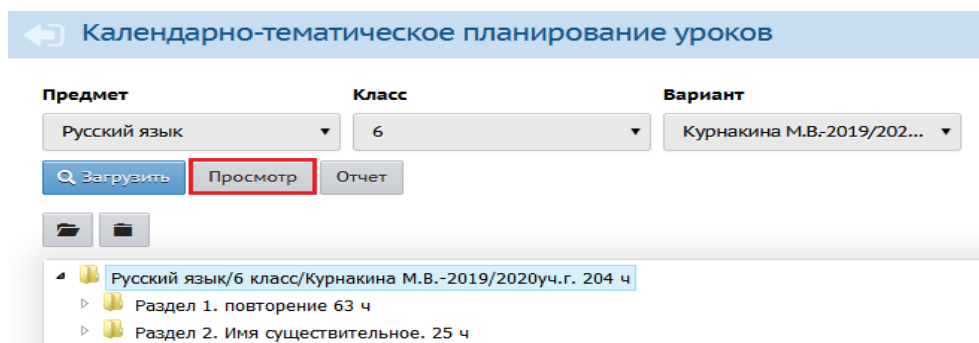 Календарно-тематическое планирование уроков
Предмет Класс Вариант
Русский язык 6 Курнакина М.В.-2019/202...
Загрузить Просмотр Отчет
Русский язык/6 класс/Курнакина М.В.-2019/2020уч.г. 204 ч
Раздел 1. повторение 63 ч
Раздел 2. Имя существительное. 25 ч